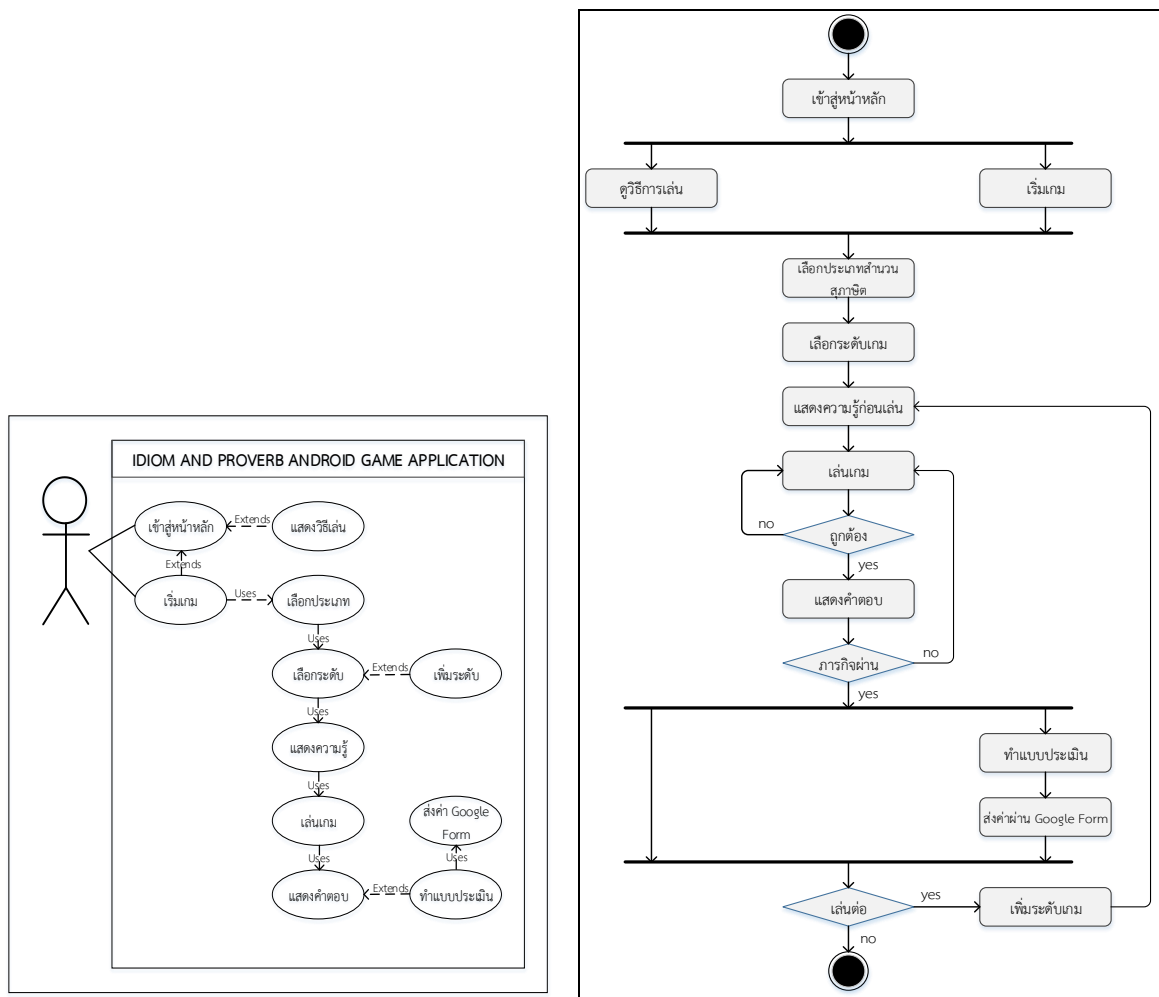 IDIOM AND PROVERB ANDROID GAME APPLICATION
เข้าสู่หน้าหลัก
Extends
แสดงวิธีเล่น
Extends
เริ่มเกม
Uses
เลือกประเภท
Uses
เลือกระดับ
Extends
เพิ่มระดับ
Uses
แสดงความรู้
Uses
เล่นเกม
ส่งค่า Google
Form
Uses
Uses
แสดงคำตอบ
Extends
ทำแบบประเมิน
เข้าสู่หน้าหลัก
ดูวิธีการเล่น
เริ่มเกม
เลือกประเภทสำนวน
สุภาษิต
เลือกระดับเกม
แสดงความรู้ก่อนเล่น
เล่นเกม
no
ถูกต้อง
yes
แสดงคำตอบ
ภารกิจผ่าน
no
yes
ทำแบบประเมิน
ส่งค่าผ่าน Google Form
เล่นต่อ
yes
เพิ่มระดับเกม
no